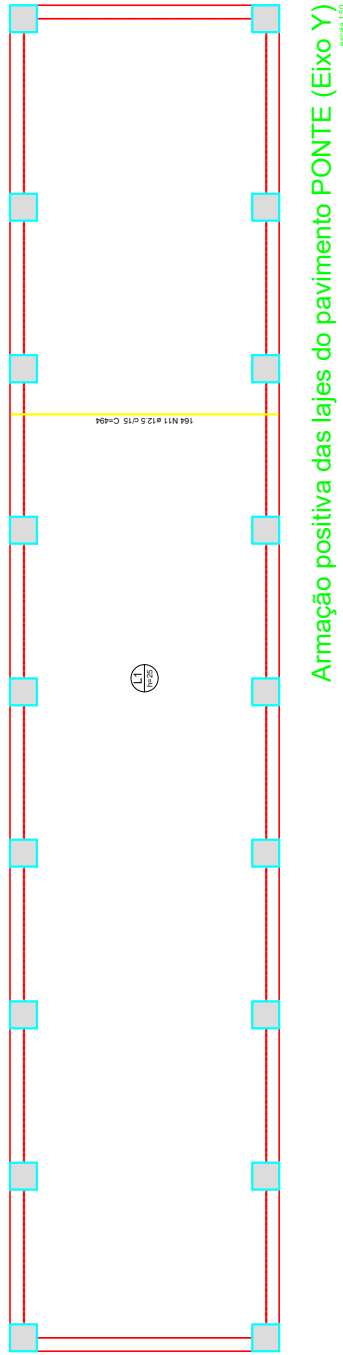 Armação positiva das lajes do pavimento PONTE (Eixo Y)
escala 1:50
164 N11 ø12.5 c/15 C=494
L1
h=25